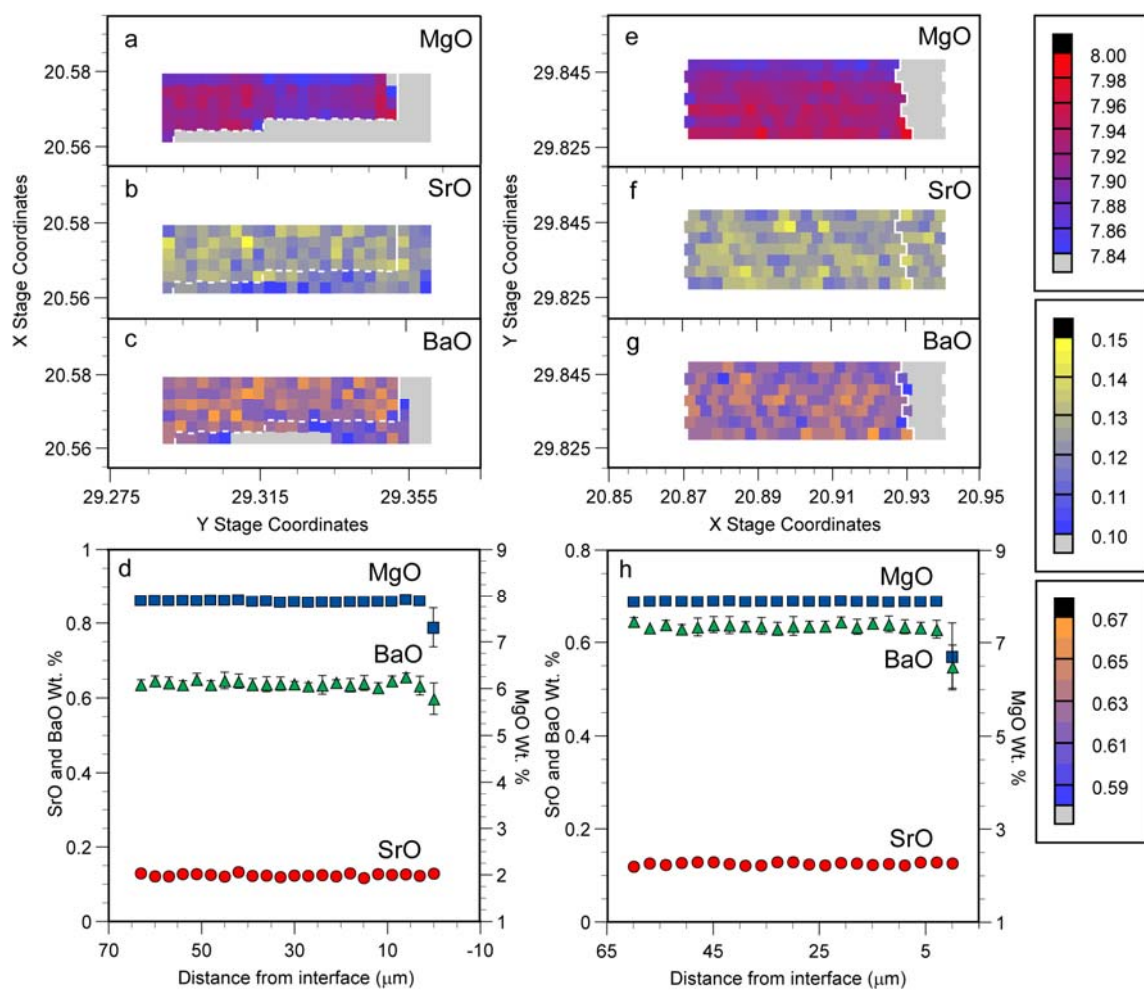 a MgO
20.58
20.56
b SrO
20.58
20.56
c BaO
20.58
20.56
X Stage Coordinates
29.275 29.315 29.355
Y Stage Coordinates
e MgO
29.845
29.825
f SrO
29.845
29.825
g BaO
29.845
29.825
Y Stage Coordinates
20.85 20.87 20.89 20.91 20.93 20.95
X Stage Coordinates
8.00
7.98
7.96
7.94
7.92
7.90
7.88
7.86
7.84
0.15
0.14
0.13
0.12
0.11
0.10
0.67
0.65
0.63
0.61
0.59
d
MgO
BaO
SrO
1
0.8
0.6
0.4
0.2
0
SrO and BaO Wt. %
9
8
7
6
5
4
3
2
1
MgO Wt. %
70 50 30 10 -10
Distance from interface (μm)
h
MgO
BaO
SrO
0.8
0.6
0.4
0.2
0
SrO and BaO Wt. %
9
7
5
3
1
MgO Wt. %
65 45 25 5
Distance from interface (μm)